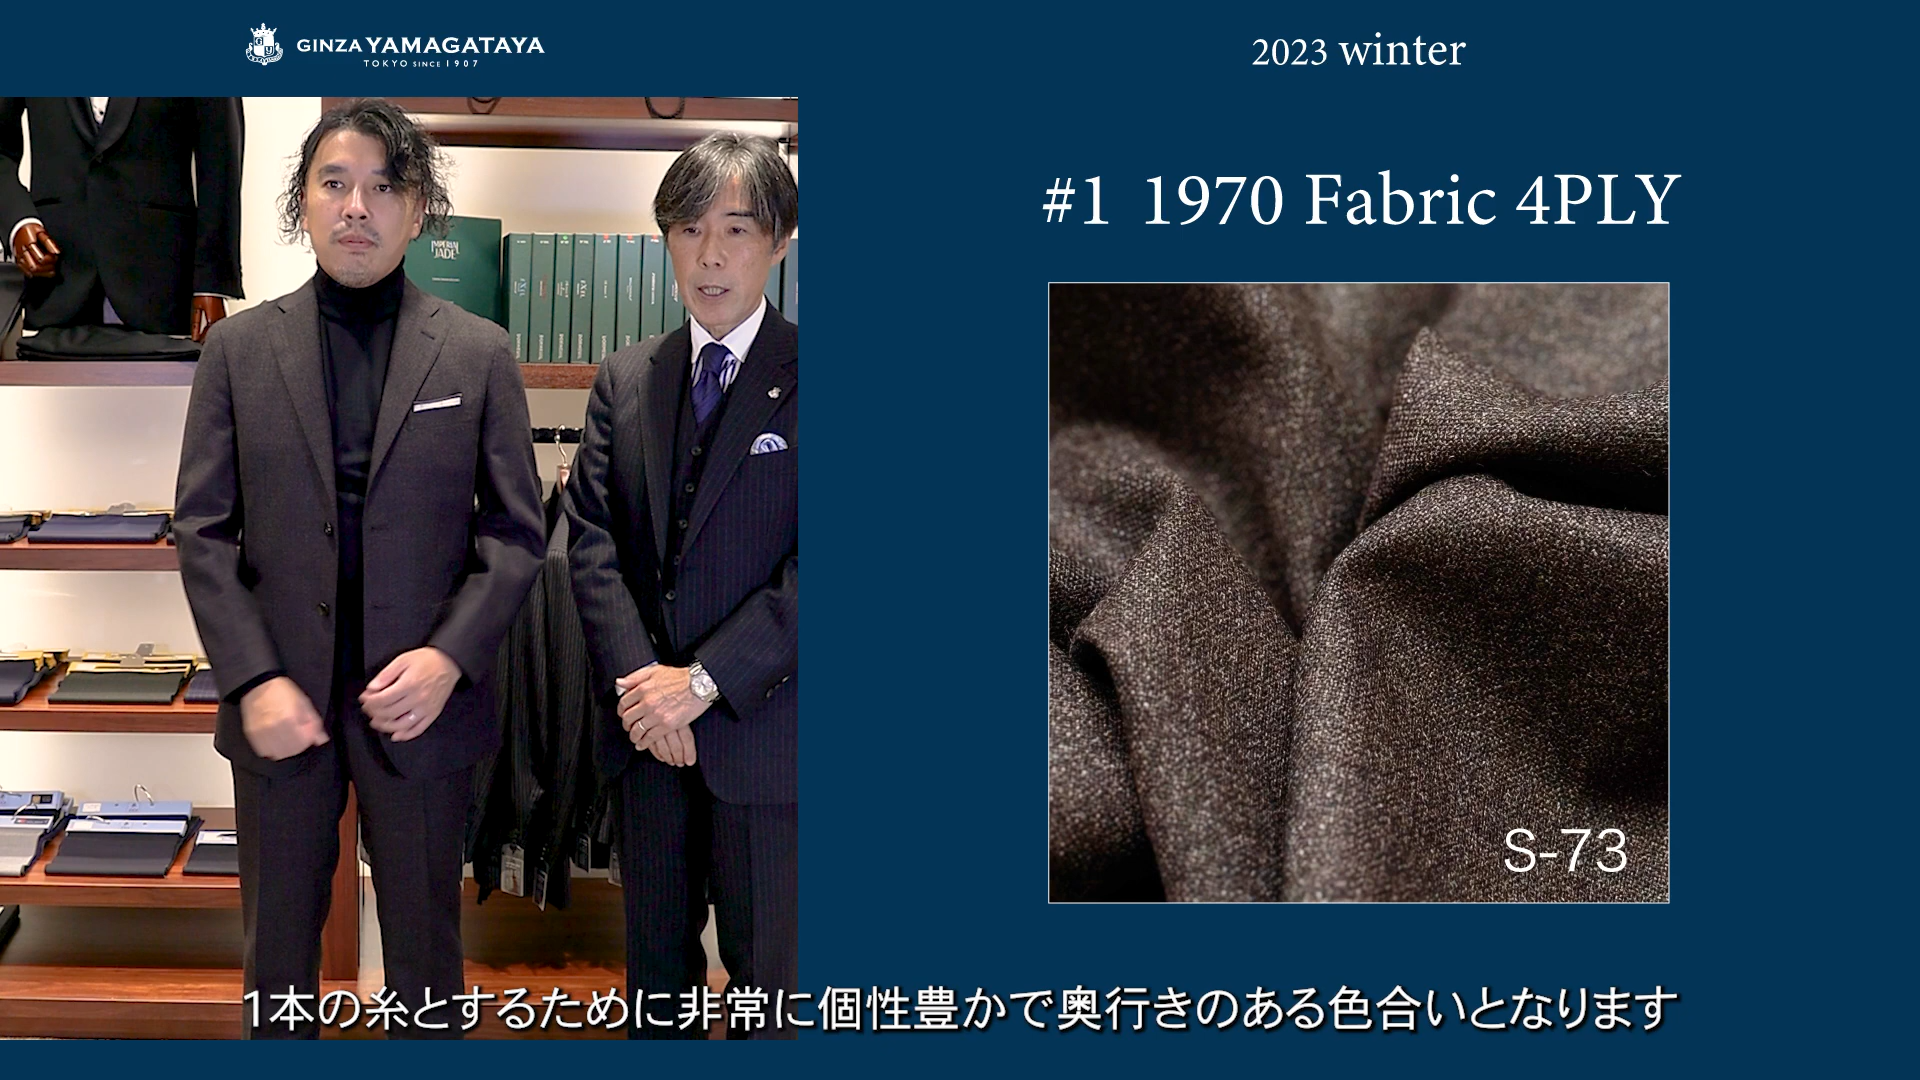 GINZA YAMAGATAYA
TOKYO SINCE 1907
2023 winter
#1 1970 Fabric 4PLY
IMPERIAL
JADE
S-73
1本の糸とするために非常に個性豊かで奥行きのある色合いとなります